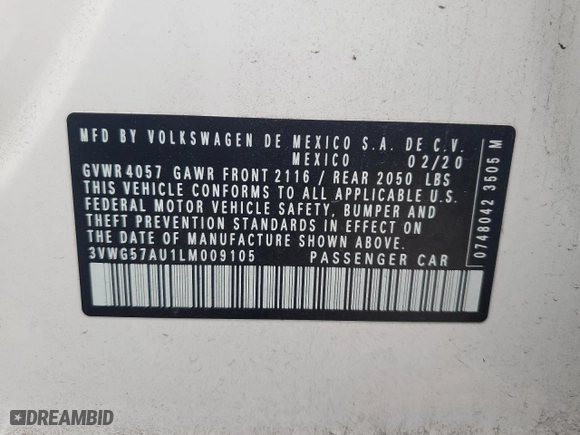 MFD BY VOLKSWAGEN DE MEXICO S.A. DE C.V.
MEXICO 02/20
GVWR 4057 GAWR FRONT 2116 / REAR 2050 LBS
THIS VEHICLE CONFORMS TO ALL APPLICABLE U.S.
FEDERAL MOTOR VEHICLE SAFETY, BUMPER AND
THEFT PREVENTION STANDARDS IN EFFECT ON THE
DATE OF MANUFACTURE SHOWN ABOVE.
3VWG57AU1LM009105 PASSENGER CAR
0748042 3505 M
DREAMBID